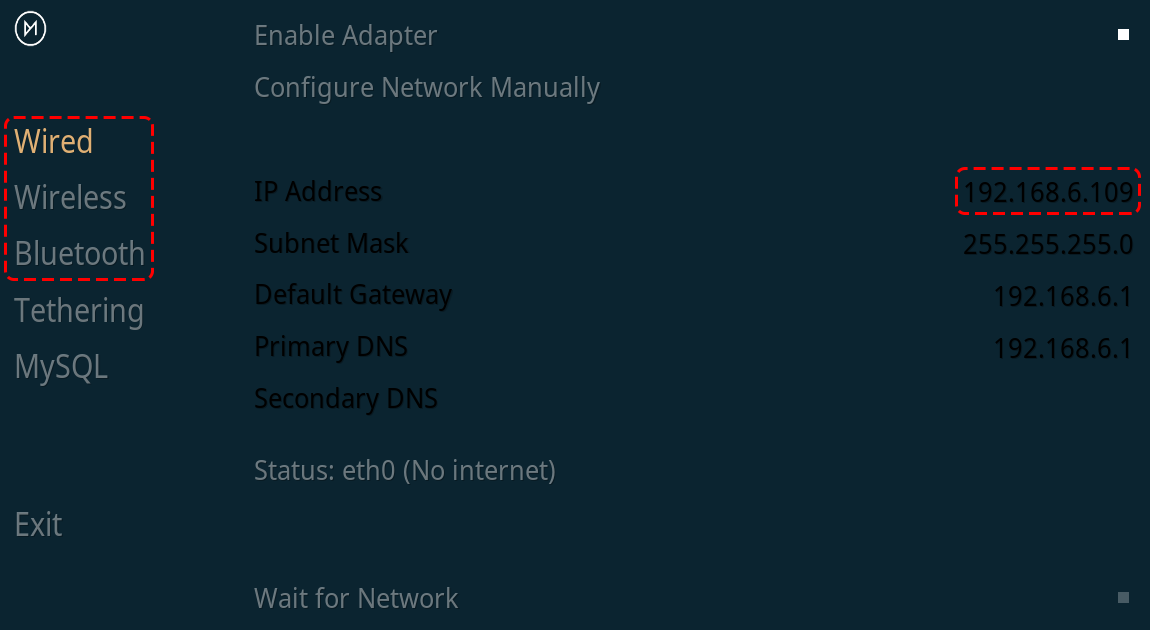 Enable Adapter
Configure Network Manually
Wired
Wireless
Bluetooth
Tethering
MySQL
Exit
IP Address 192.168.6.109
Subnet Mask 255.255.255.0
Default Gateway 192.168.6.1
Primary DNS 192.168.6.1
Secondary DNS
Status: eth0 (No internet)
Wait for Network